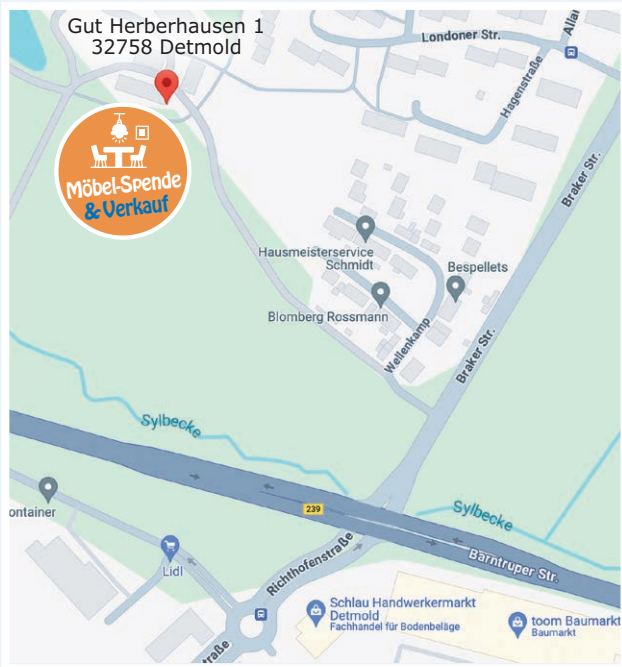 Gut Herberhausen 1
32758 Detmold
Londoner Str.
Allan
Hagenstraße
Möbel-Spende
& Verkauf
Braker Str.
Hausmeisterservice
Schmidt
Bespellets
Blomberg Rossmann
Wellenkamp
Braker Str.
Sylbecke
ontainer
239
Sylbecke
Barntruper Str.
Lidl
Richthofenstraße
Schlau Handwerkermarkt
Detmold
Fachhandel für Bodenbeläge
toom Baumarkt
Baumarkt
raße